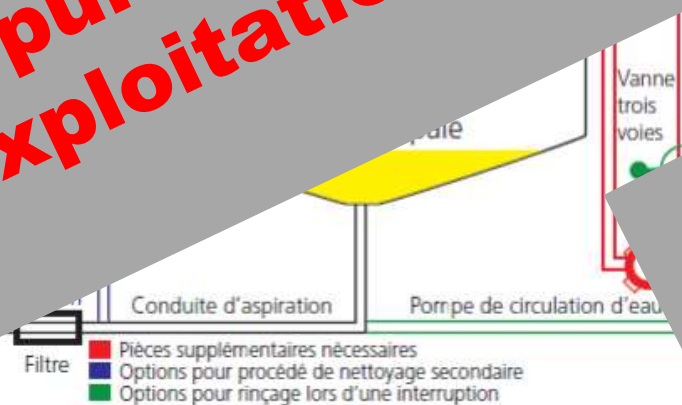 Vanne
trois
voies
Conduite d'aspiration
Pompe de circulation d'eau
Filtre
Pièces supplémentaires nécessaires
Options pour procédé de nettoyage secondaire
Options pour rinçage lors d'une interruption